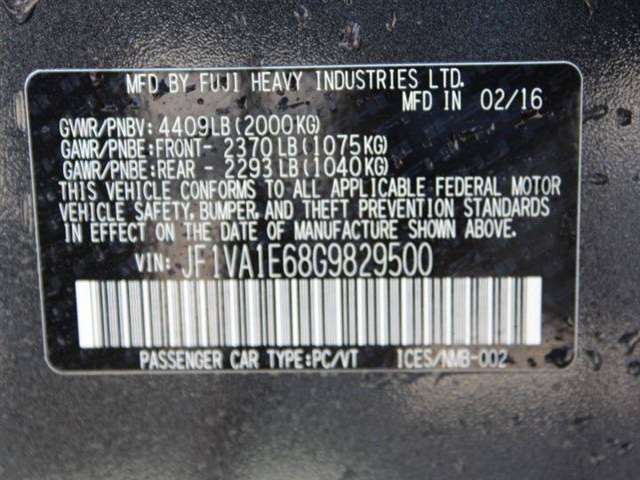 MFD BY FUJI HEAVY INDUSTRIES LTD.
MFD IN 02/16
GVWR/PNBV: 4409LB(2000KG)
GAWR/PNBE:FRONT- 2370LB(1075KG)
GAWR/PNBE:REAR - 2293LB(1040KG)
THIS VEHICLE CONFORMS TO ALL APPLICABLE FEDERAL MOTOR
VEHICLE SAFETY, BUMPER, AND THEFT PREVENTION STANDARDS
IN EFFECT ON THE DATE OF MANUFACTURE SHOWN ABOVE.
VIN: JF1VA1E68G9829500
PASSENGER CAR TYPE:PC/VT ICES/NMB-002